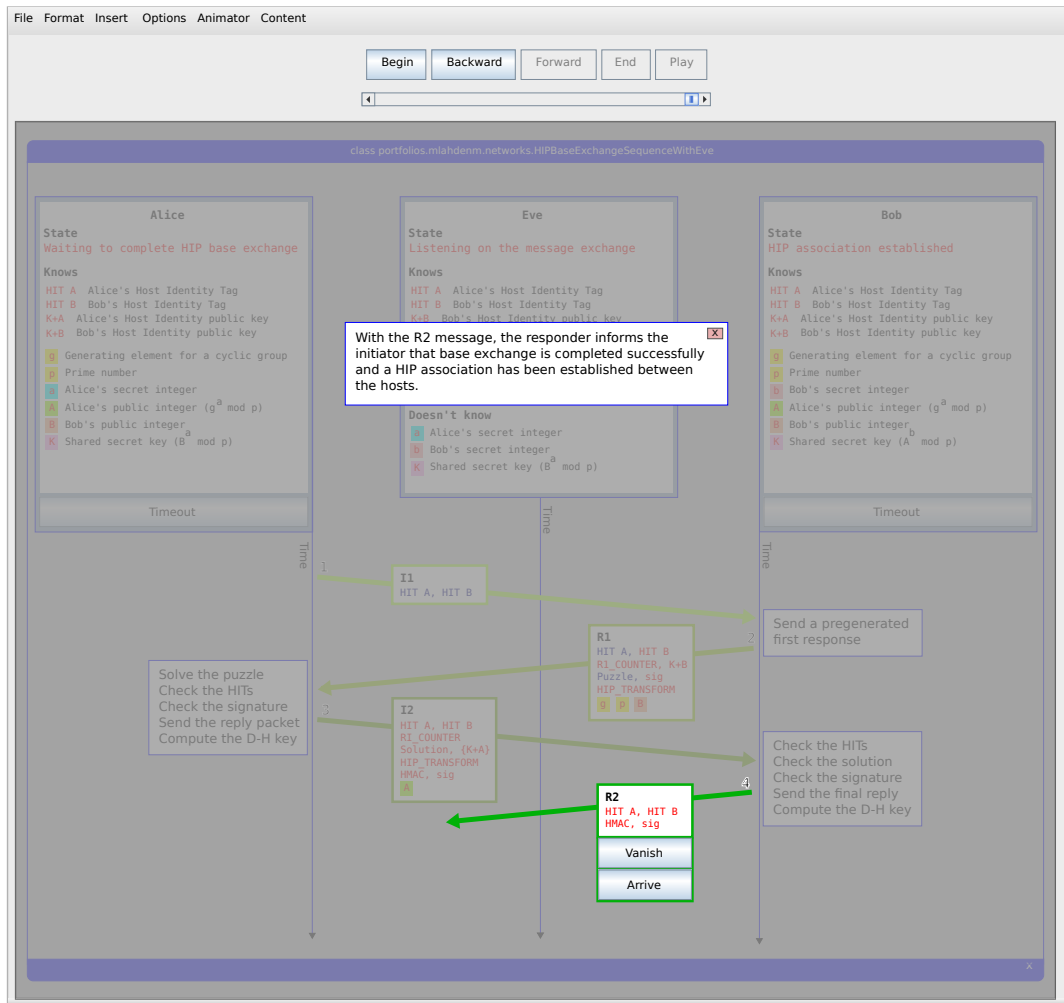 File Format Insert Options Animator Content
Begin Backward Forward End Play
class portfolios.mlahdenm.networks.HIPBaseExchangeSequenceWithEve
Alice
State
Waiting to complete HIP base exchange
Knows
HIT A Alice's Host Identity Tag
HIT B Bob's Host Identity Tag
K+A Alice's Host Identity public key
K+B Bob's Host Identity public key
g Generating element for a cyclic group
p Prime number
a Alice's secret integer
A Alice's public integer (g^a mod p)
B Bob's public integer
K Shared secret key (B^a mod p)
Timeout
Eve
State
Listening on the message exchange
Knows
HIT A Alice's Host Identity Tag
HIT B Bob's Host Identity Tag
K+B Bob's Host Identity public key
With the R2 message, the responder informs the
initiator that base exchange is completed successfully
and a HIP association has been established between
the hosts.
X
Doesn't know
a Alice's secret integer
b Bob's secret integer
K Shared secret key (B^a mod p)
Bob
State
HIP association established
Knows
HIT A Alice's Host Identity Tag
HIT B Bob's Host Identity Tag
K+A Alice's Host Identity public key
K+B Bob's Host Identity public key
g Generating element for a cyclic group
p Prime number
b Bob's secret integer
A Alice's public integer (g^a mod p)
B Bob's public integer
K Shared secret key (A^b mod p)
Timeout
Time
Time
Time
1
I1
HIT A, HIT B
Send a pregenerated
first response
2
R1
HIT A, HIT B
R1_COUNTER, K+B
Puzzle, sig
HIP_TRANSFORM
g p B
Solve the puzzle
Check the HITs
Check the signature
Send the reply packet
Compute the D-H key
3
I2
HIT A, HIT B
RI_COUNTER
Solution, {K+A}
HIP_TRANSFORM
HMAC, sig
A
Check the HITs
Check the solution
Check the signature
Send the final reply
Compute the D-H key
4
R2
HIT A, HIT B
HMAC, sig
Vanish
Arrive
X